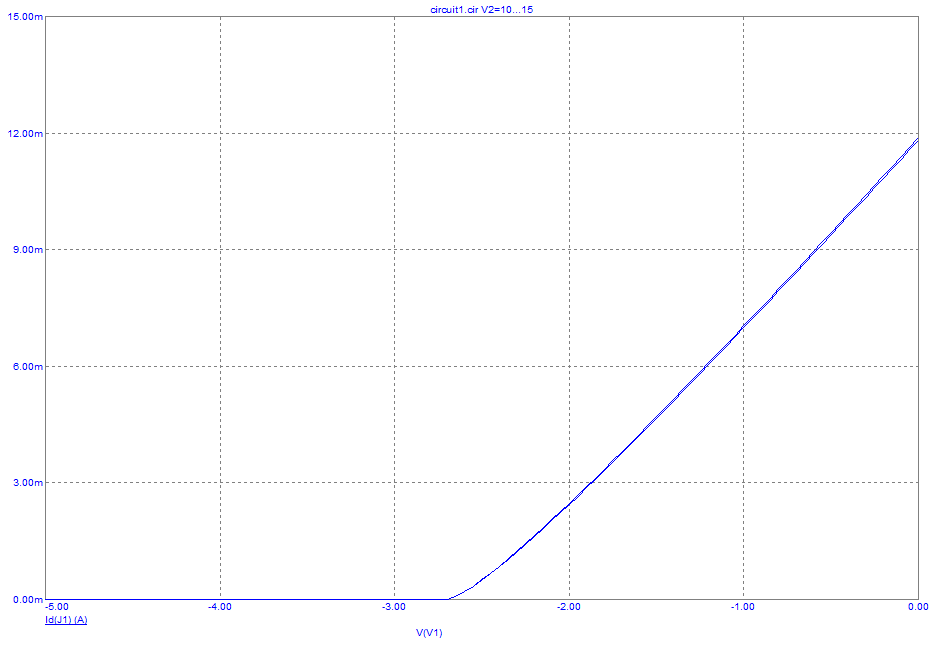 circuit1.cir V2=10...15
15.00m
12.00m
9.00m
6.00m
3.00m
0.00m
-5.00 -4.00 -3.00 -2.00 -1.00 0.00
Id(J1) (A)
V(V1)